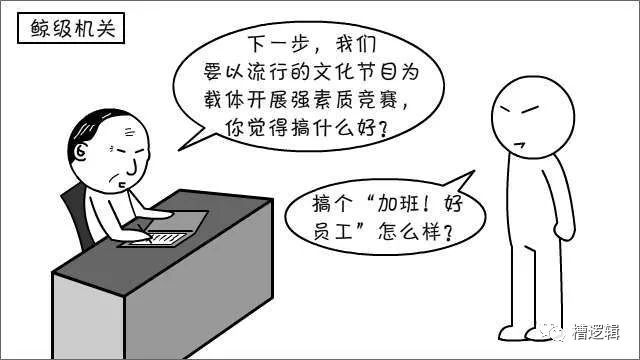 鲸级机关
下一步，我们
要以流行的文化节目为
载体开展强素质竞赛，
你觉得搞什么好？
搞个“加班！好
员工”怎么样？
槽逻辑